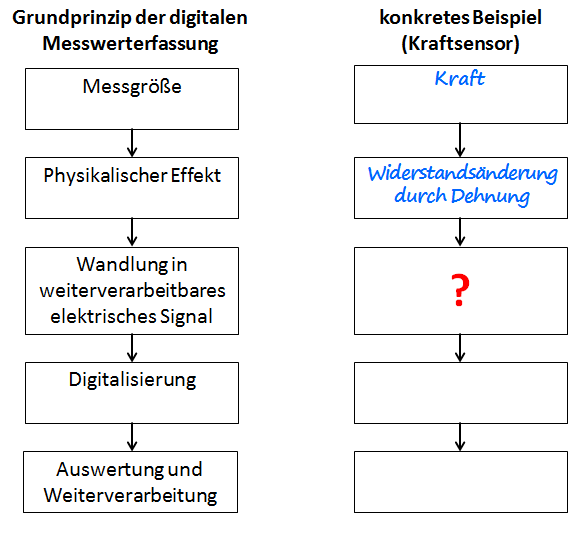 Grundprinzip der digitalen
Messwerterfassung
Messgröße
Physikalischer Effekt
Wandlung in
weiterverarbeitbares
elektrisches Signal
Digitalisierung
Auswertung und
Weiterverarbeitung
konkretes Beispiel
(Kraftsensor)
Kraft
Widerstandsänderung
durch Dehnung
?